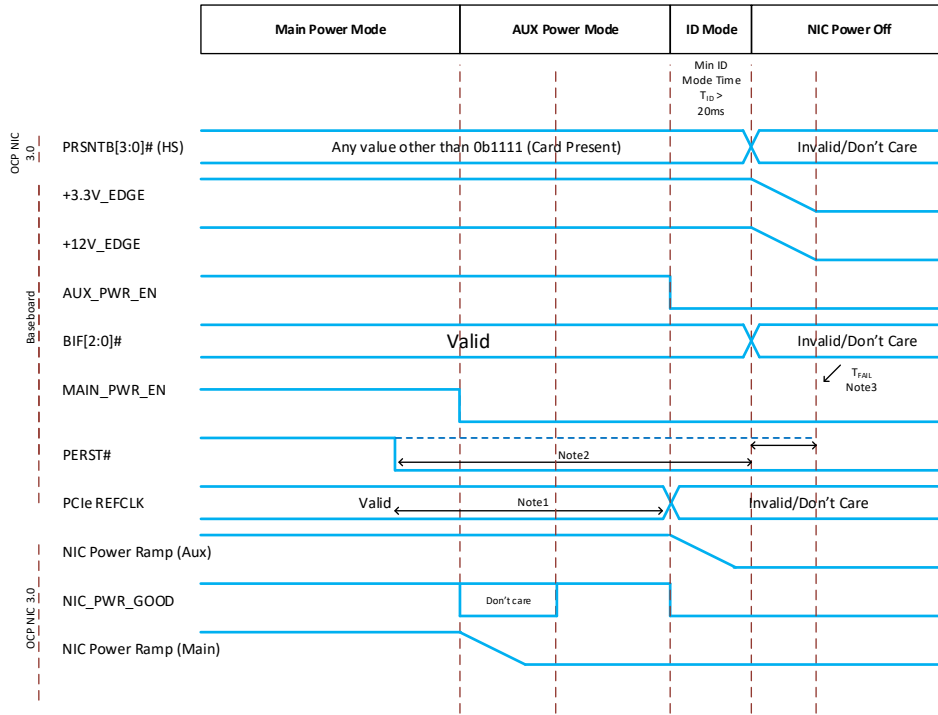 Main Power Mode
AUX Power Mode
ID Mode
NIC Power Off
Min ID
Mode Time
T_ID >
20ms
OCP NIC
3.0
PRSNTB[3:0]# (HS)
Any value other than 0b1111 (Card Present)
Invalid/Don't Care
+3.3V_EDGE
+12V_EDGE
Baseboard
AUX_PWR_EN
BIF[2:0]#
Valid
Invalid/Don't Care
T_FAIL
Note3
MAIN_PWR_EN
PERST#
Note2
PCIe REFCLK
Valid
Note1
Invalid/Don't Care
OCP NIC 3.0
NIC Power Ramp (Aux)
NIC_PWR_GOOD
Don't care
NIC Power Ramp (Main)